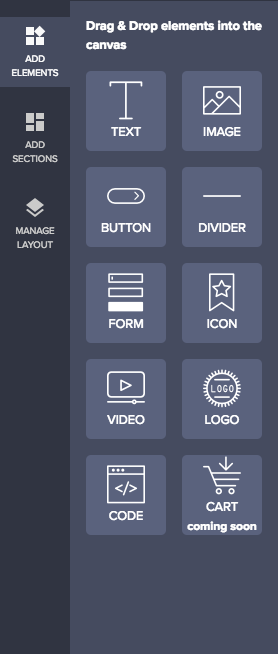 Drag & Drop elements into the
canvas
ADD
ELEMENTS
ADD
SECTIONS
MANAGE
LAYOUT
TEXT
IMAGE
BUTTON
DIVIDER
FORM
ICON
VIDEO
LOGO
LOGO
CODE
CART
coming soon